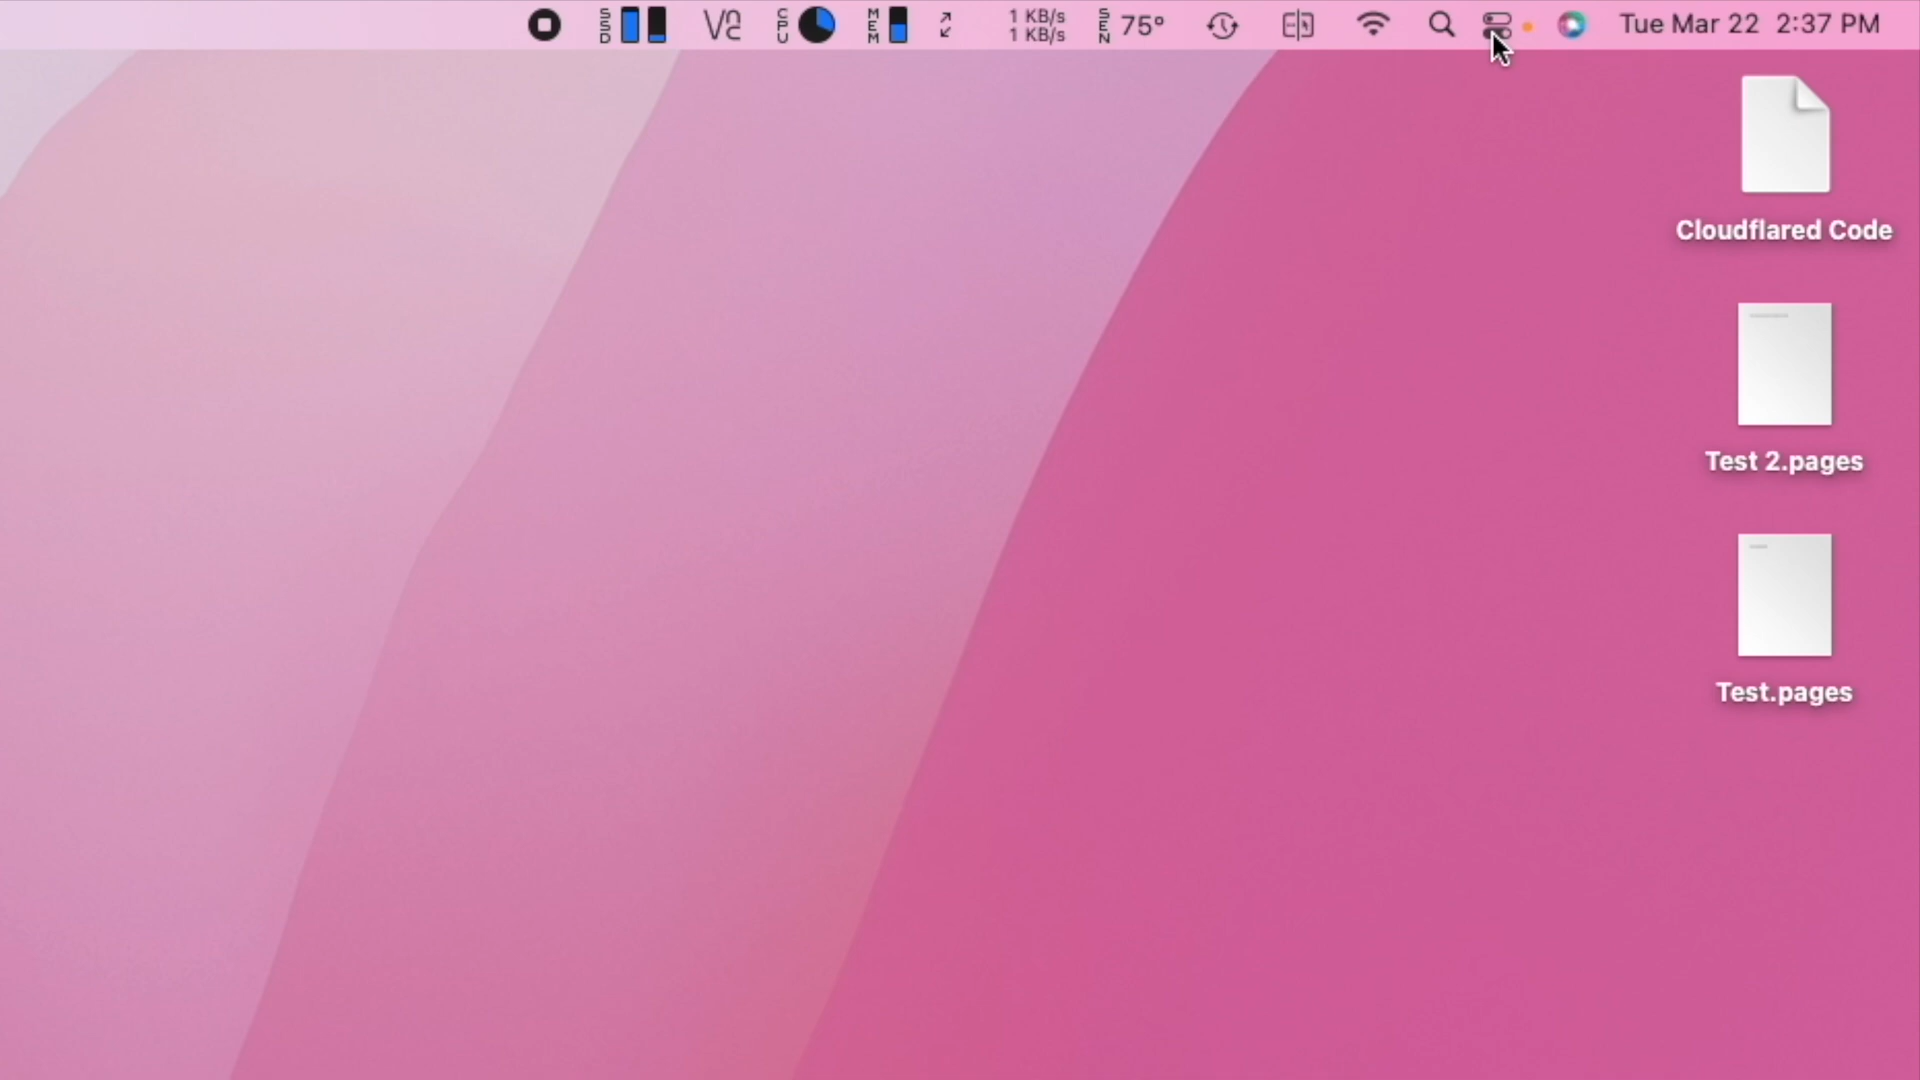 SSD
CPU
MEM
1 KB/s
1 KB/s
SEN
75°
Tue Mar 22 2:37 PM
Cloudflared Code
Test 2.pages
Test.pages